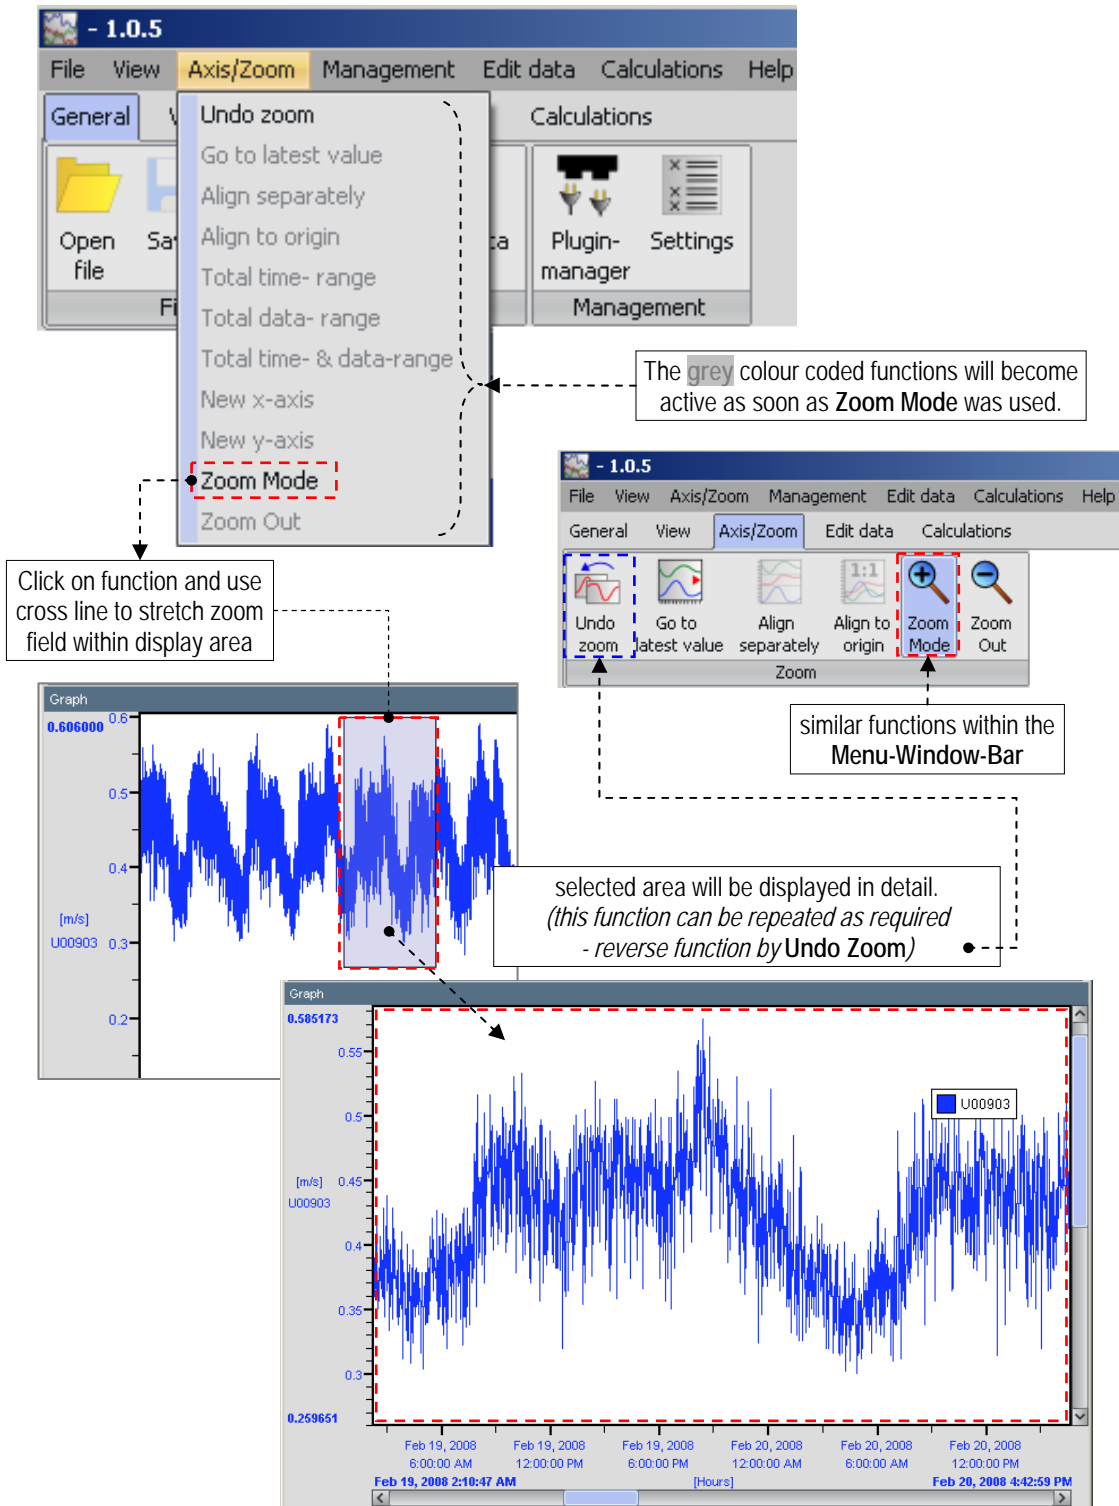 - 1.0.5
File View Axis/Zoom Management Edit data Calculations Help
General Calculations
Undo zoom
Go to latest value
Align separately
Align to origin
Total time- range
Total data- range
Total time- & data-range
New x-axis
New y-axis
Zoom Mode
Zoom Out
Open
file
Plugin-
manager
Settings
Management
The grey colour coded functions will become
active as soon as Zoom Mode was used.
Click on function and use
cross line to stretch zoom
field within display area
- 1.0.5
File View Axis/Zoom Management Edit data Calculations Help
General View Axis/Zoom Edit data Calculations
1:1
Undo Go to Align Align to Zoom Zoom
zoom latest value separately origin Mode Out
Zoom
similar functions within the
Menu-Window-Bar
Graph
0.606000
0.6
0.5
0.4
[m/s]
U00903
0.3
0.2
selected area will be displayed in detail.
(this function can be repeated as required
- reverse function by Undo Zoom)
Graph
0.585173
0.55
0.5
U00903
[m/s]
0.45
U00903
0.4
0.35
0.3
0.259651
Feb 19, 2008 Feb 19, 2008 Feb 19, 2008 Feb 20, 2008 Feb 20, 2008 Feb 20, 2008
6:00:00 AM 12:00:00 PM 6:00:00 PM 12:00:00 AM 6:00:00 AM 12:00:00 PM
Feb 19, 2008 2:10:47 AM [Hours] Feb 20, 2008 4:42:59 PM